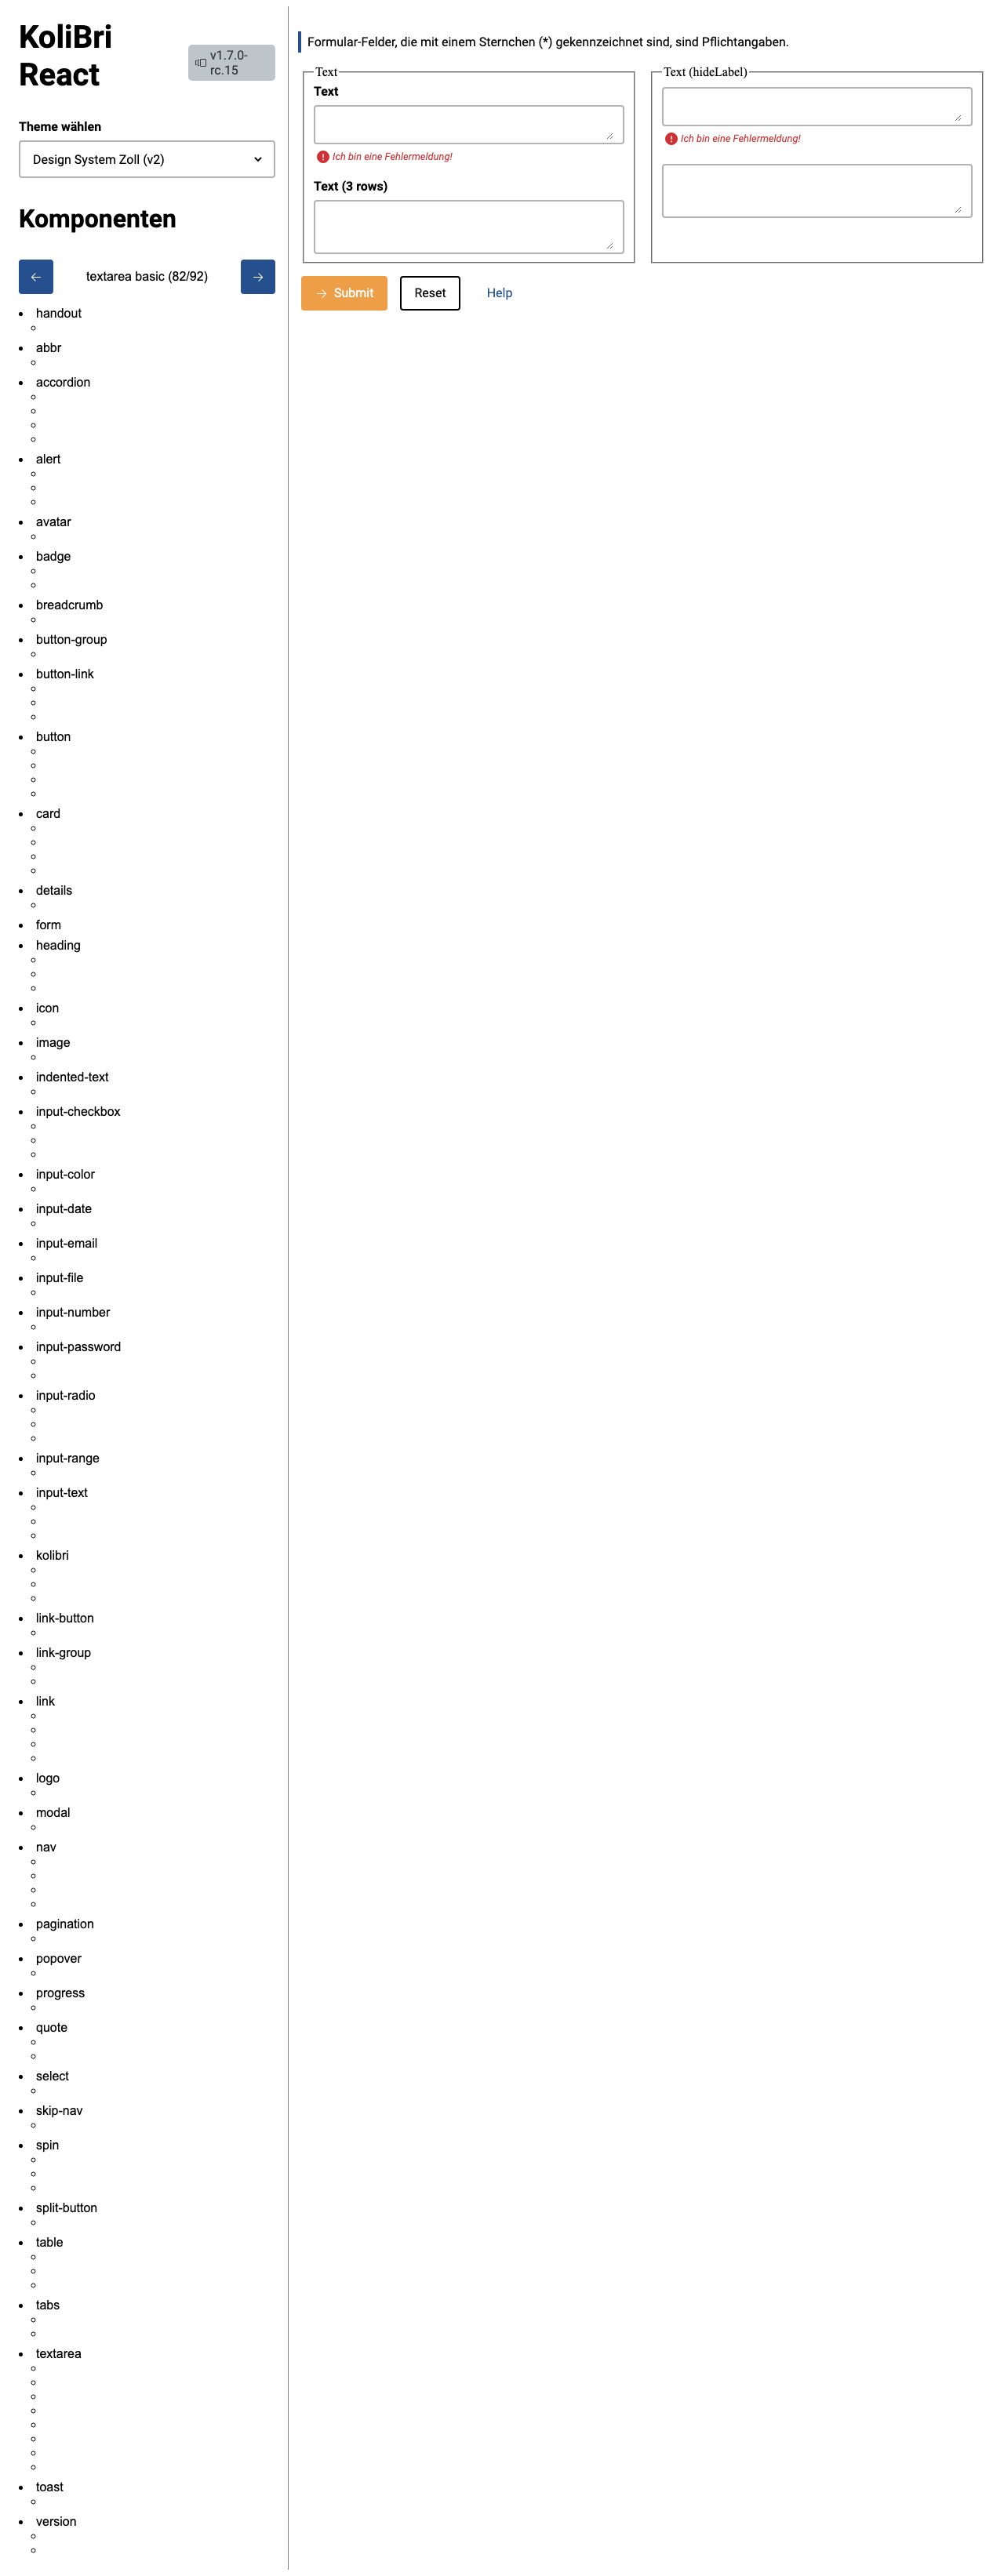 KoliBri
React
v1.7.0-
rc.15
Theme wählen
Design System Zoll (v2)
Komponenten
textarea basic (82/92)
handout
abbr
accordion
alert
avatar
badge
breadcrumb
button-group
button-link
button
card
details
form
heading
icon
image
indented-text
input-checkbox
input-color
input-date
input-email
input-file
input-number
input-password
input-radio
input-range
input-text
kolibri
link-button
link-group
link
logo
modal
nav
pagination
popover
progress
quote
select
skip-nav
spin
split-button
table
tabs
textarea
toast
version
Formular-Felder, die mit einem Sternchen (*) gekennzeichnet sind, sind Pflichtangaben.
Text
Text
Ich bin eine Fehlermeldung!
Text (3 rows)
Text (hideLabel)
Ich bin eine Fehlermeldung!
Submit
Reset
Help